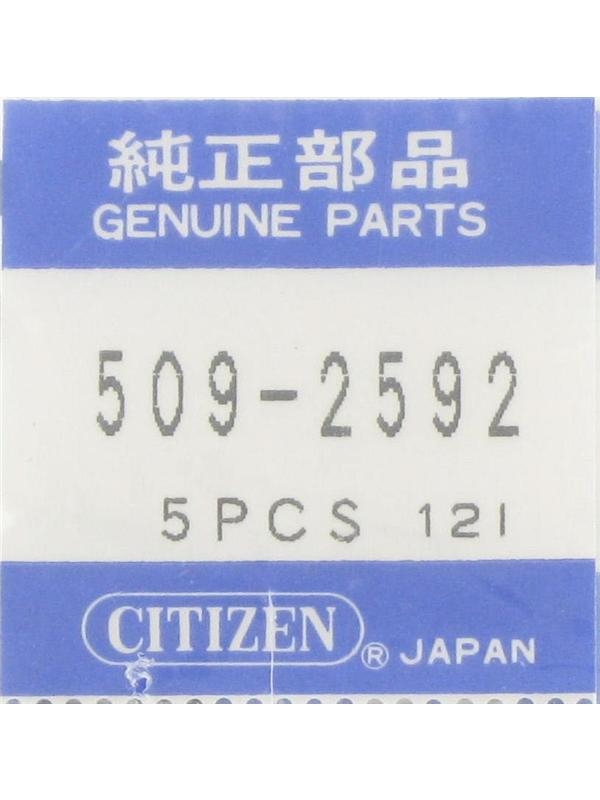 純正部品
GENUINE PARTS
509-2592
5PCS 121
CITIZEN® JAPAN